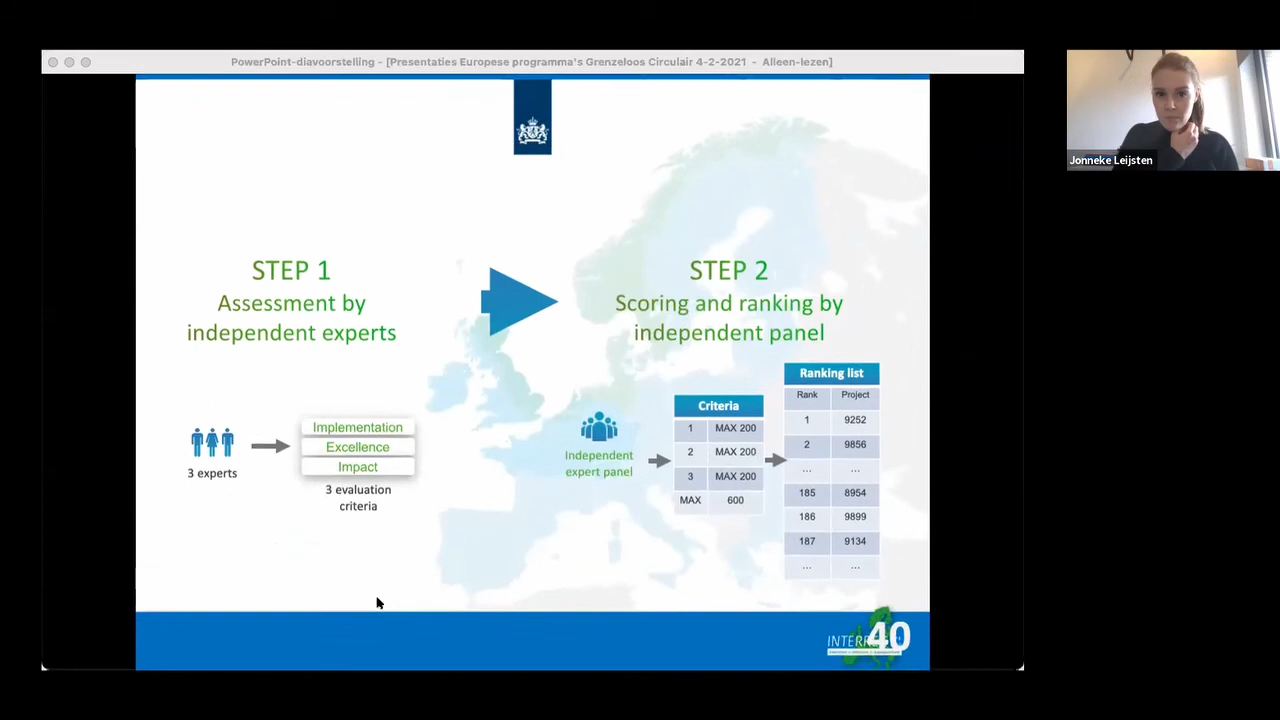 PowerPoint-diavoorstelling - [Presentaties Europese programma's Grenzeloos Circulair 4-2-2021 - Alleen-lezen]
Jonneke Leijsten
STEP 1
Assessment by
independent experts
3 experts
Implementation
Excellence
Impact
3 evaluation
criteria
STEP 2
Scoring and ranking by
independent panel
Independent
expert panel
Criteria
1 MAX 200
2 MAX 200
3 MAX 200
MAX 600
Ranking list
Rank Project
1 9252
2 9856
... ...
185 8954
186 9899
187 9134
... ...
40